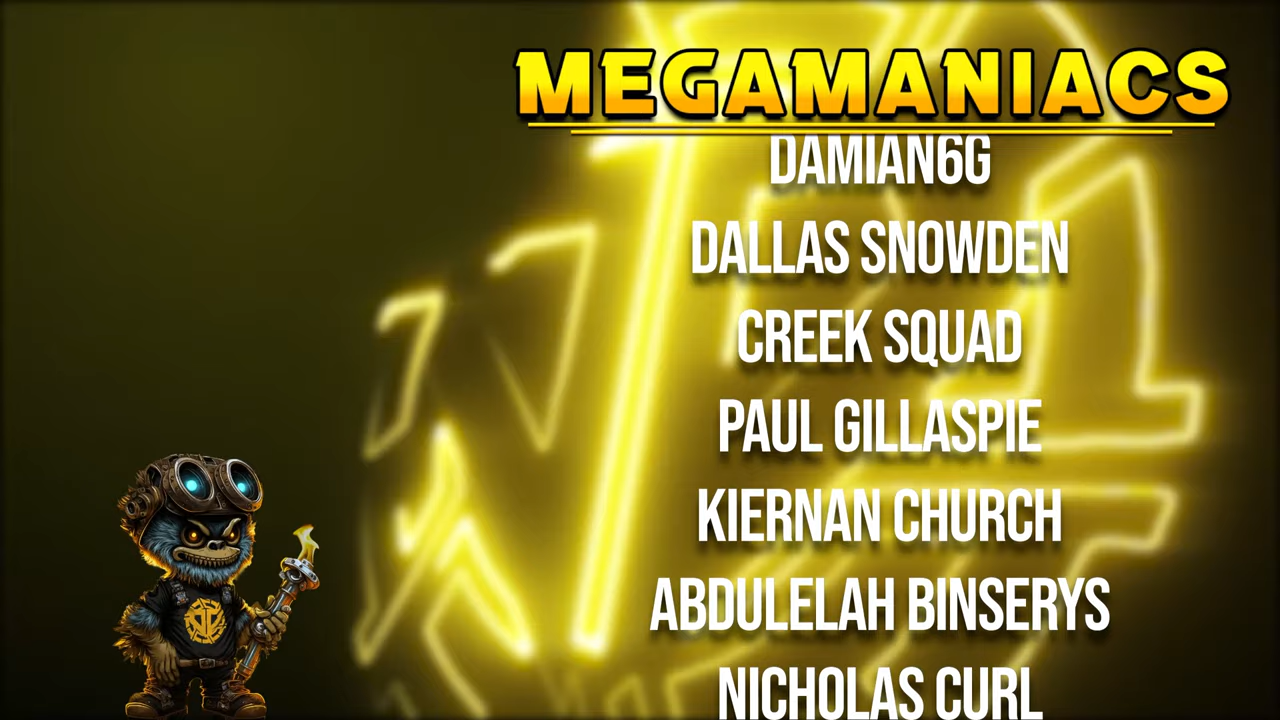 MEGAMANIACS
DAMIAN6G
DALLAS SNOWDEN
CREEK SQUAD
PAUL GILLASPIE
KIERNAN CHURCH
ABDULELAH BINSERYS
NICHOLAS CURL